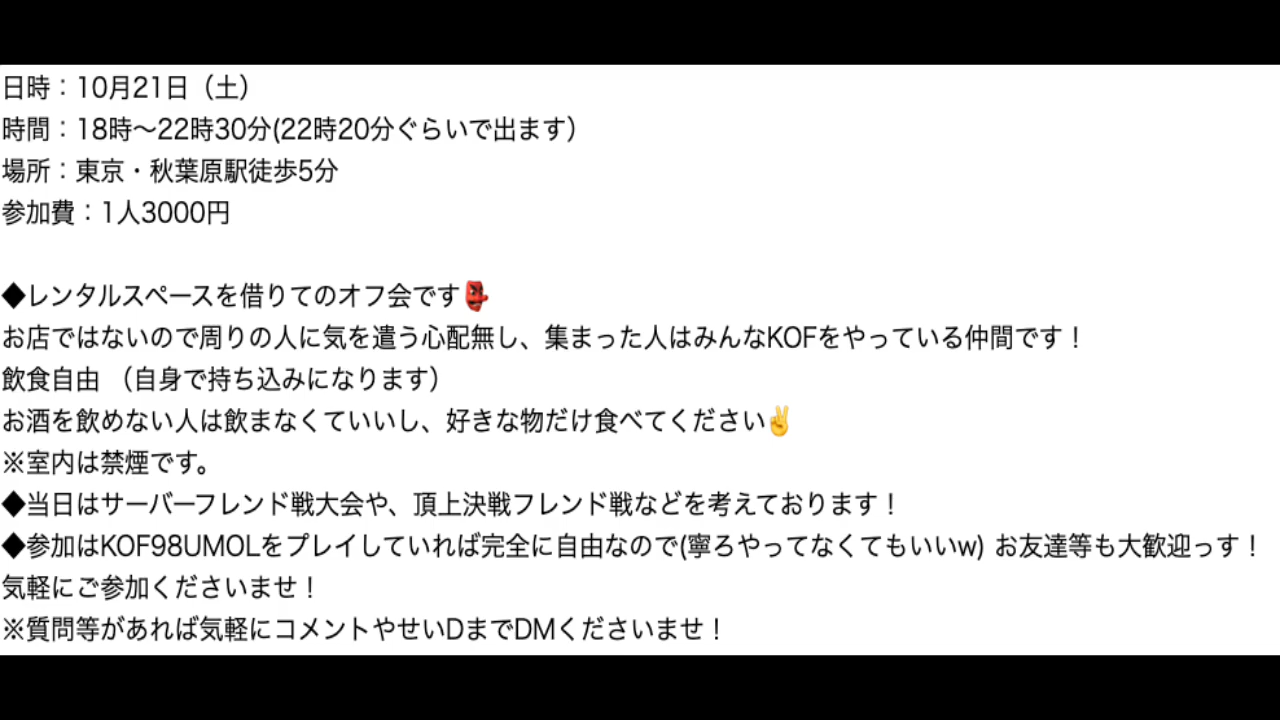 日時：10月21日（土）
時間：18時〜22時30分(22時20分ぐらいで出ます）
場所：東京・秋葉原駅徒歩5分
参加費：1人3000円
◆レンタルスペースを借りてのオフ会です👺
お店ではないので周りの人に気を遣う心配無し、集まった人はみんなKOFをやっている仲間です！
飲食自由 （自身で持ち込みになります）
お酒を飲めない人は飲まなくていいし、好きな物だけ食べてください✌️
※室内は禁煙です。
◆当日はサーバーフレンド戦大会や、頂上決戦フレンド戦などを考えております！
◆参加はKOF98UMOLをプレイしていれば完全に自由なので(寧ろやってなくてもいいw) お友達等も大歓迎っす！
気軽にご参加くださいませ！
※質問等があれば気軽にコメントやせいDまでDMくださいませ！